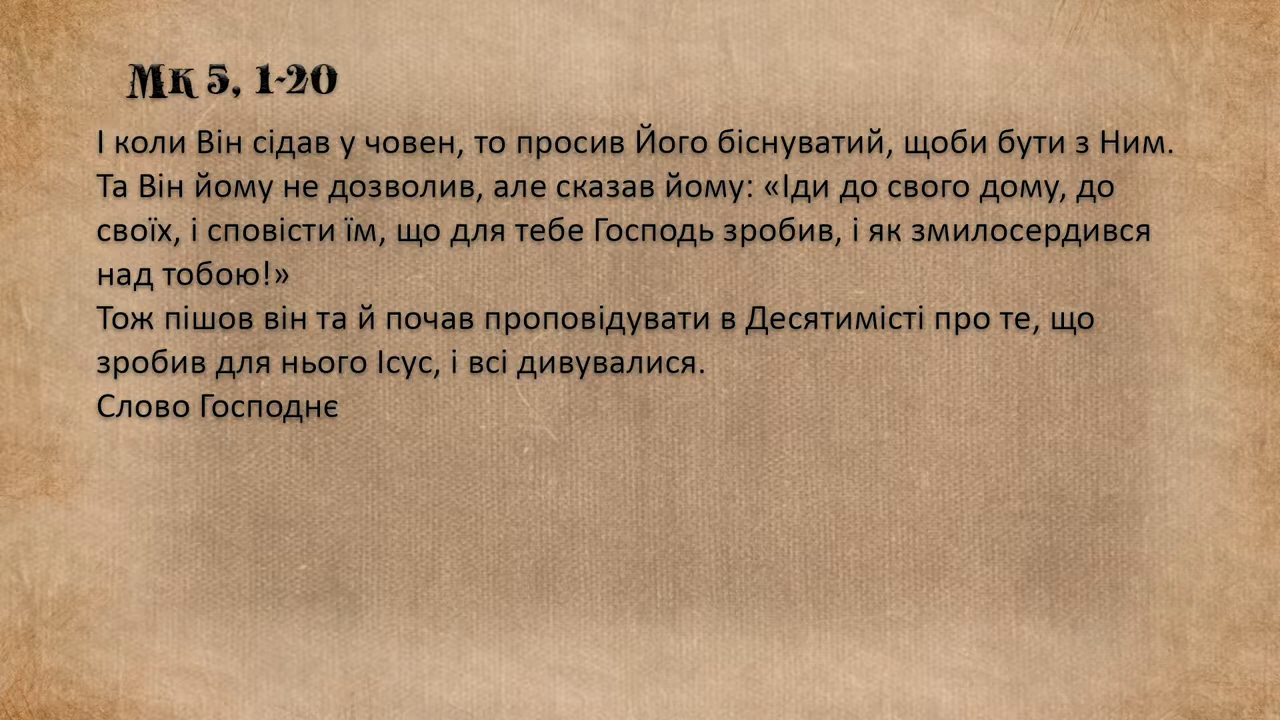 Мк 5, 1-20
І коли Він сідав у човен, то просив Його біснуватий, щоби бути з Ним.
Та Він йому не дозволив, але сказав йому: «Іди до свого дому, до
своїх, і сповісти їм, що для тебе Господь зробив, і як змилосердився
над тобою!»
Тож пішов він та й почав проповідувати в Десятимісті про те, що
зробив для нього Ісус, і всі дивувалися.
Слово Господнє